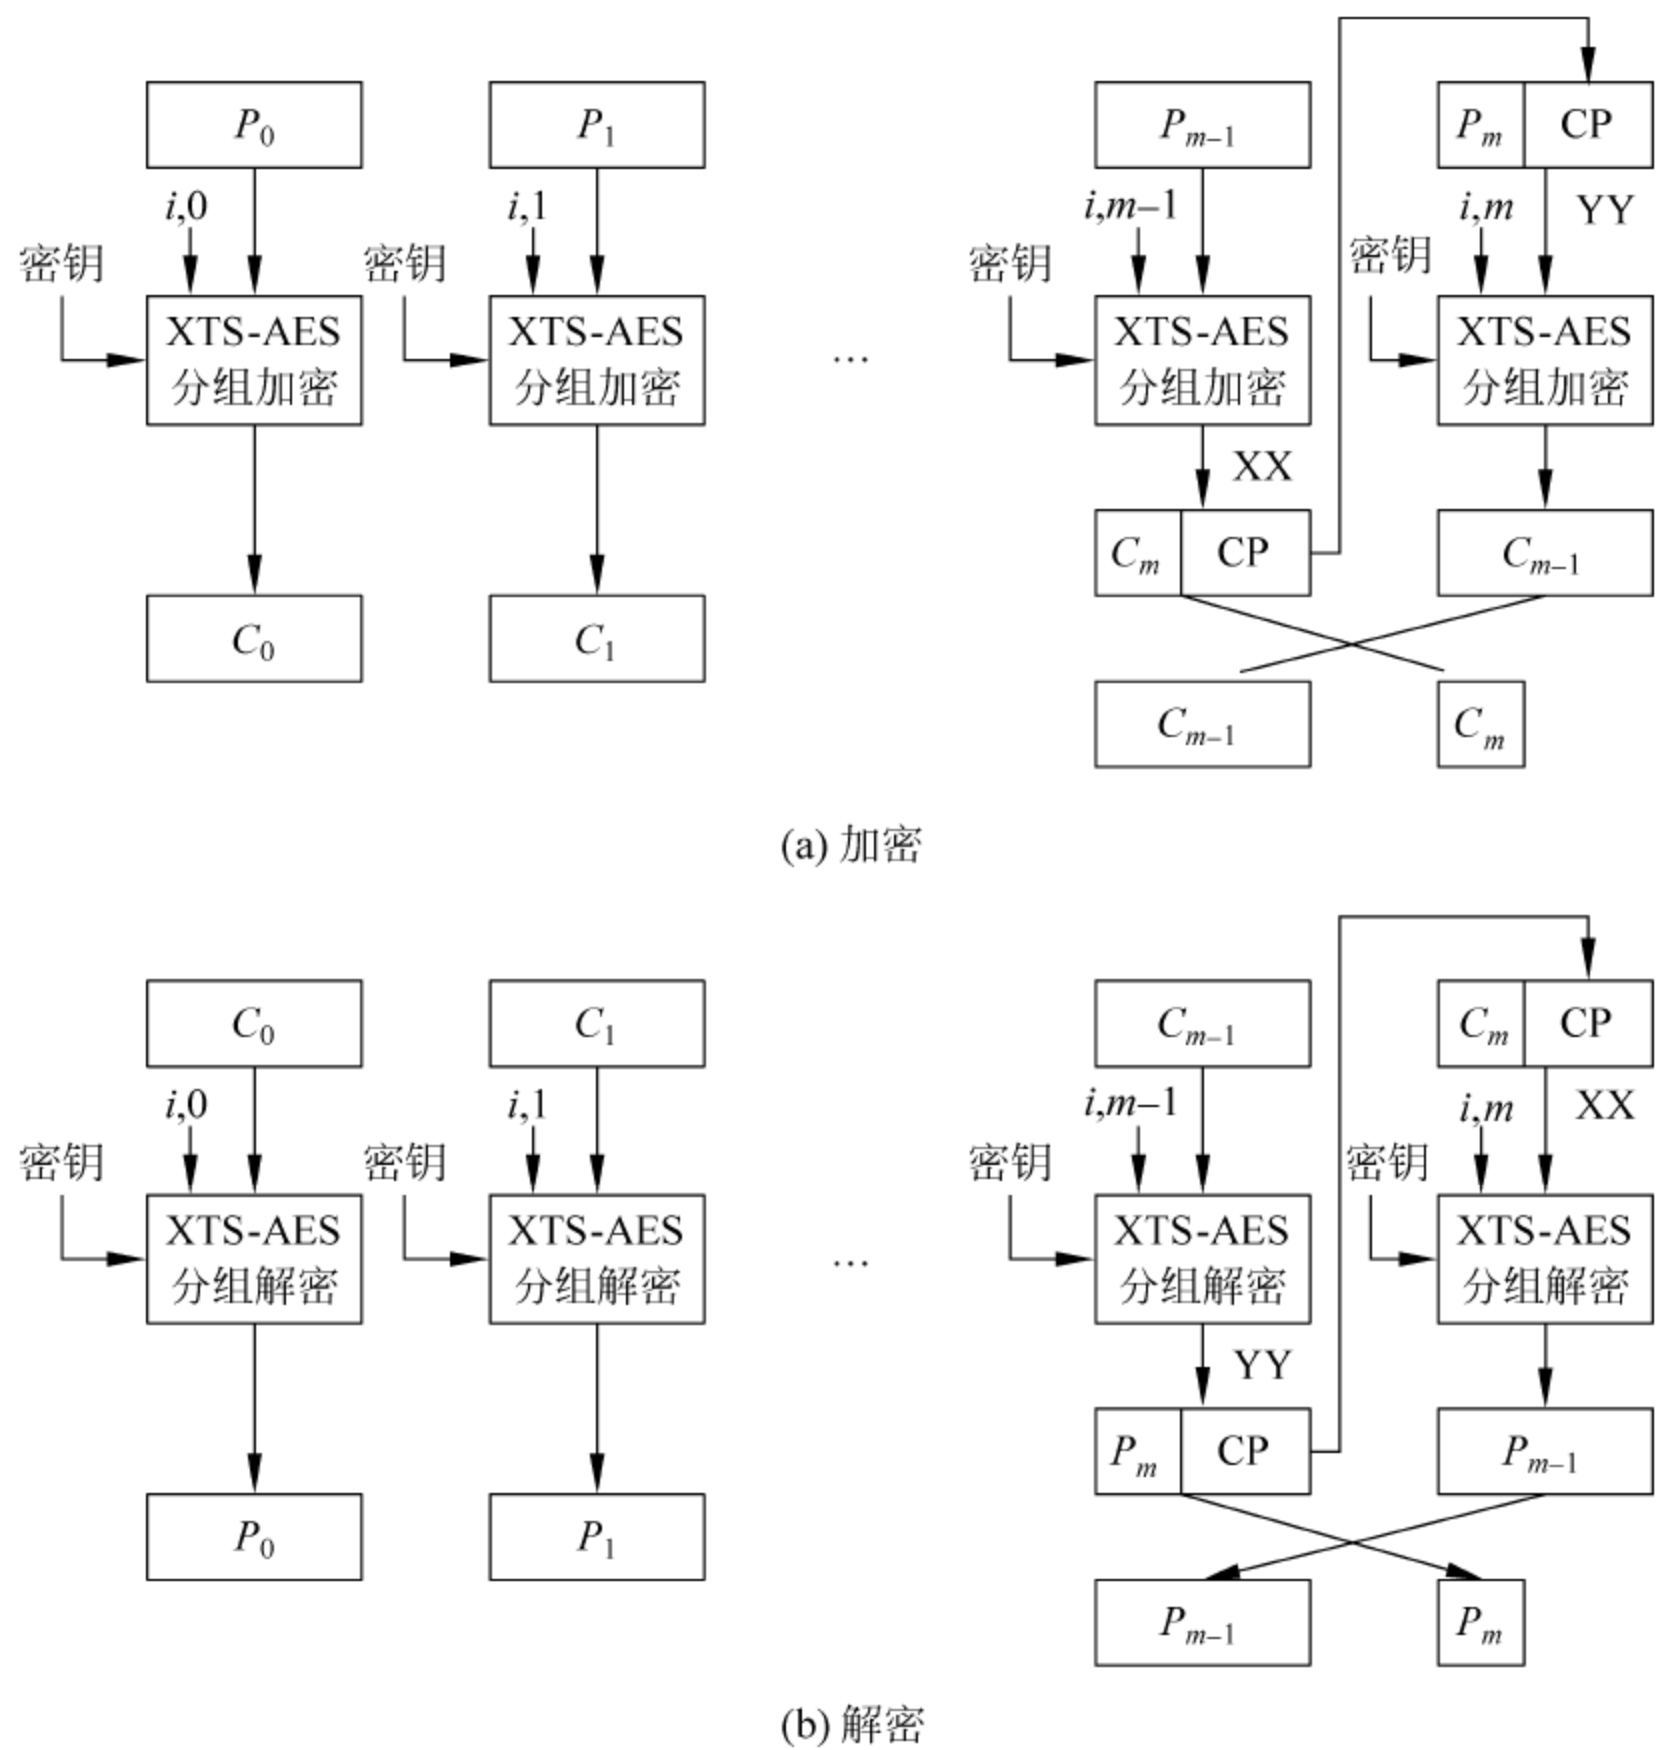 P0 P1 Pm–1 Pm CP
i,0 i,1 i,m–1 i,m YY
密钥 密钥 密钥 密钥
XTS-AES XTS-AES XTS-AES XTS-AES
分组加密 分组加密 … 分组加密 分组加密
XX
Cm CP Cm–1
C0 C1
Cm–1 Cm
(a) 加密
C0 C1 Cm–1 Cm CP
i,0 i,1 i,m–1 i,m XX
密钥 密钥 密钥 密钥
XTS-AES XTS-AES XTS-AES XTS-AES
分组解密 分组解密 … 分组解密 分组解密
YY
Pm CP Pm–1
P0 P1
Pm–1 Pm
(b) 解密